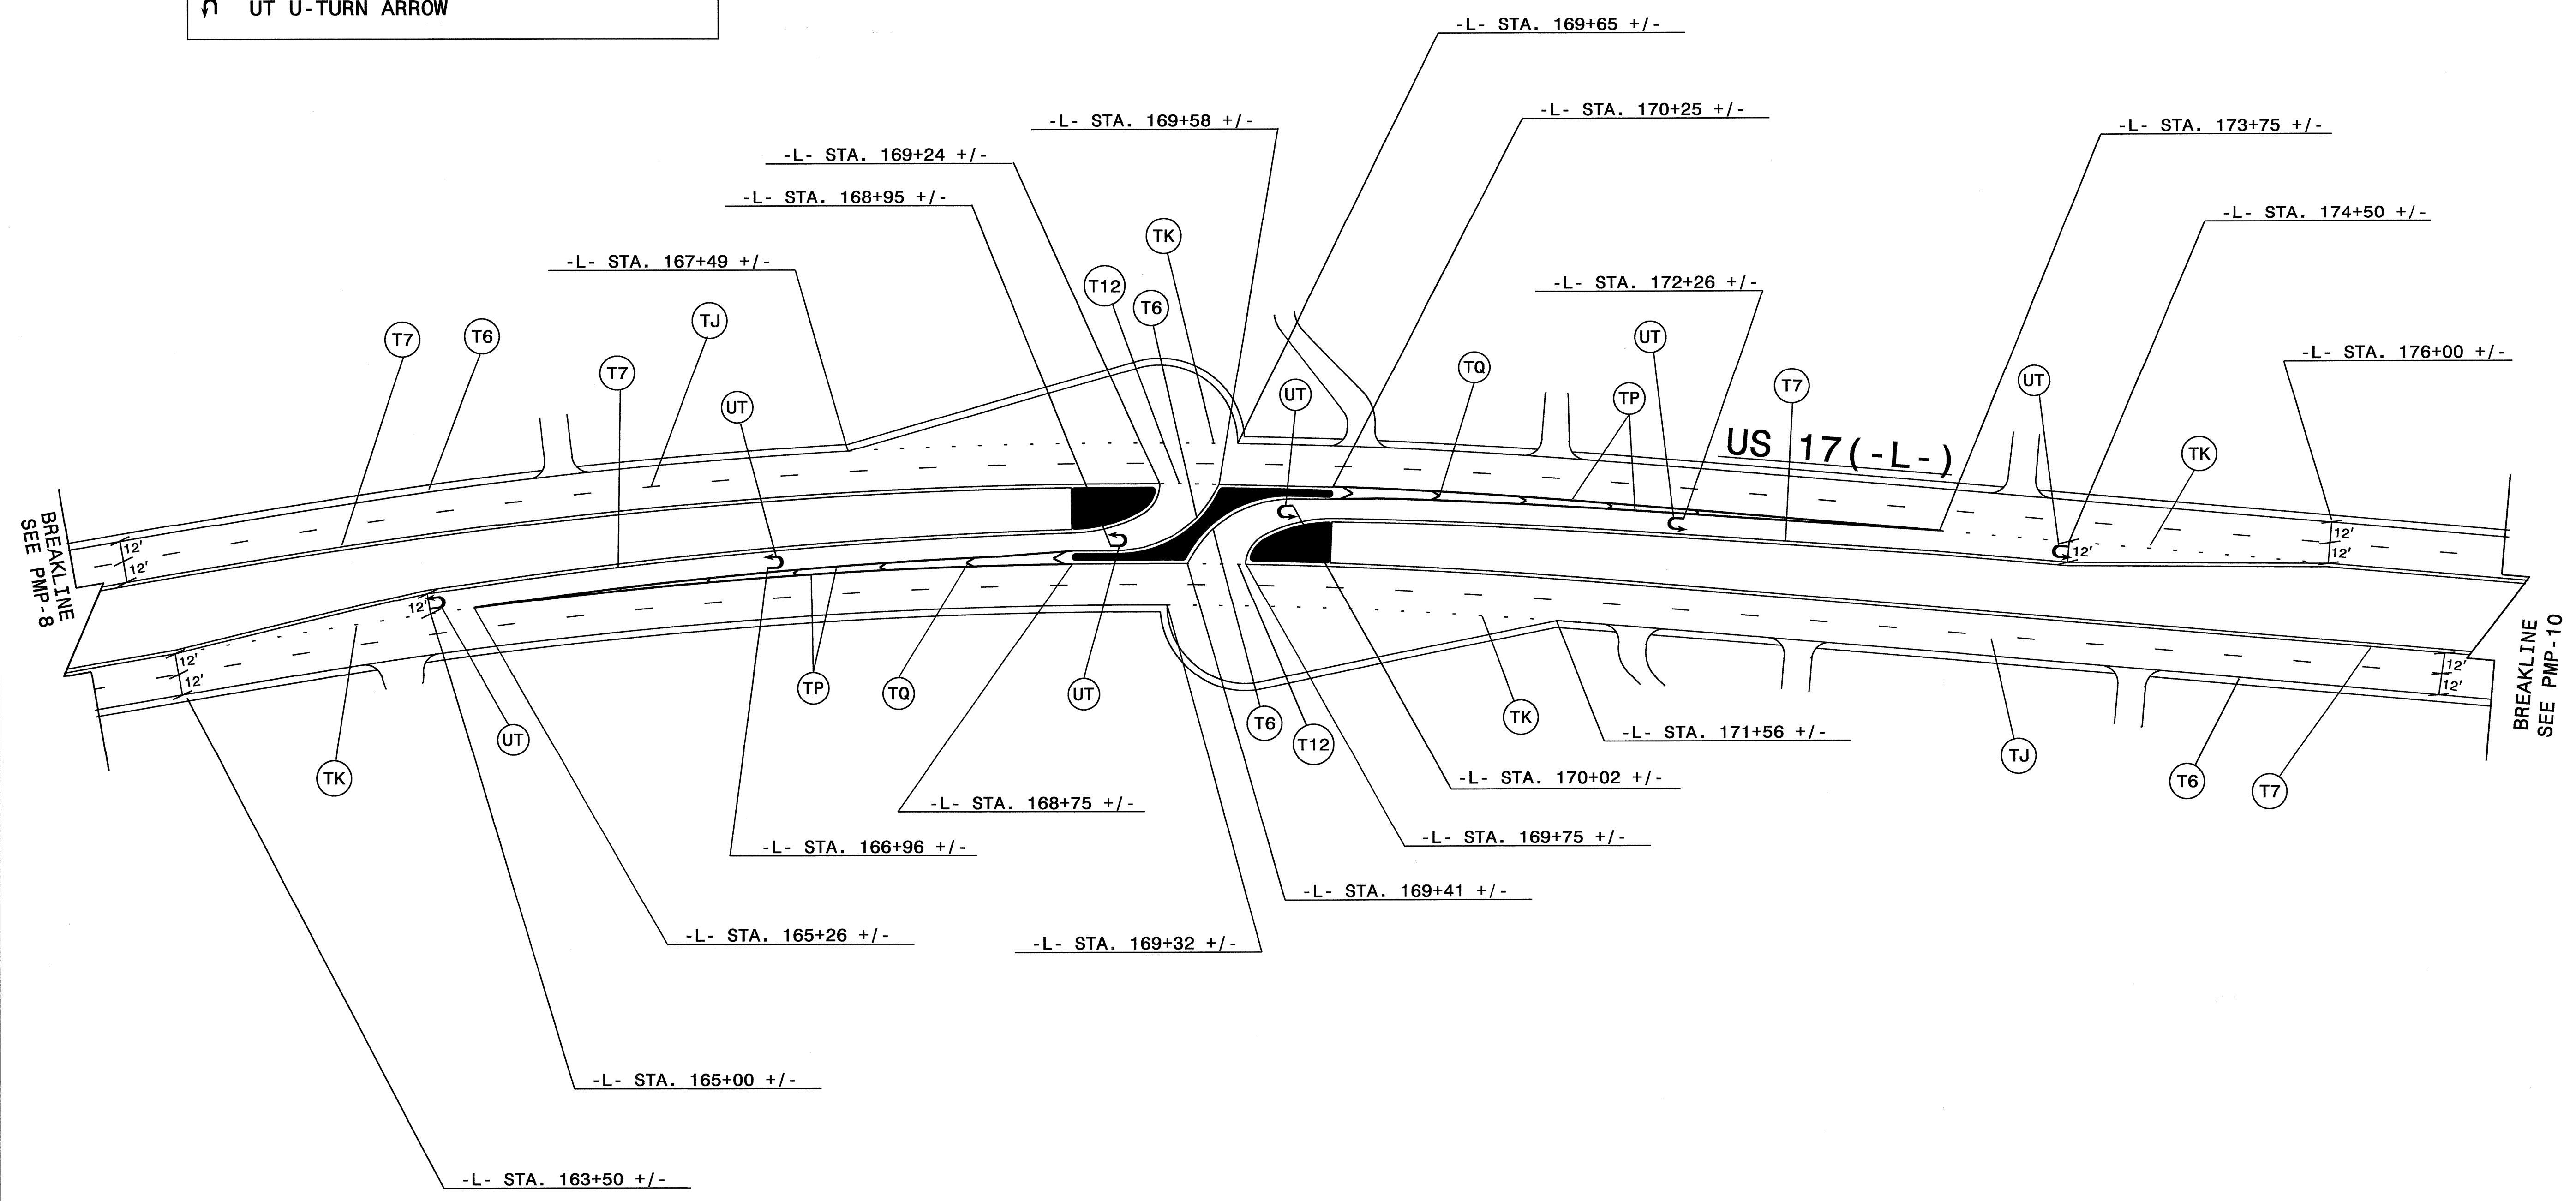 UT U-TURN ARROW
-L- STA. 169+65 +/-
-L- STA. 170+25 +/-
-L- STA. 169+58 +/-
-L- STA. 173+75 +/-
-L- STA. 169+24 +/-
-L- STA. 168+95 +/-
-L- STA. 174+50 +/-
TK
-L- STA. 167+49 +/-
T12
-L- STA. 172+26 +/-
T6
TJ
T7
T6
UT
-L- STA. 176+00 +/-
T7
TQ
UT
T7
UT
UT
TP
US 17(-L-)
TK
BREAKLINE
SEE PMP-8
12'
12'
12'
12'
12'
12'
12'
12'
12'
12'
12'
BREAKLINE
SEE PMP-10
TP
TQ
UT
T6
TK
T12
-L- STA. 171+56 +/-
UT
TK
TJ
T6
T7
-L- STA. 170+02 +/-
-L- STA. 168+75 +/-
-L- STA. 169+75 +/-
-L- STA. 166+96 +/-
-L- STA. 169+41 +/-
-L- STA. 165+26 +/-
-L- STA. 169+32 +/-
-L- STA. 165+00 +/-
-L- STA. 163+50 +/-